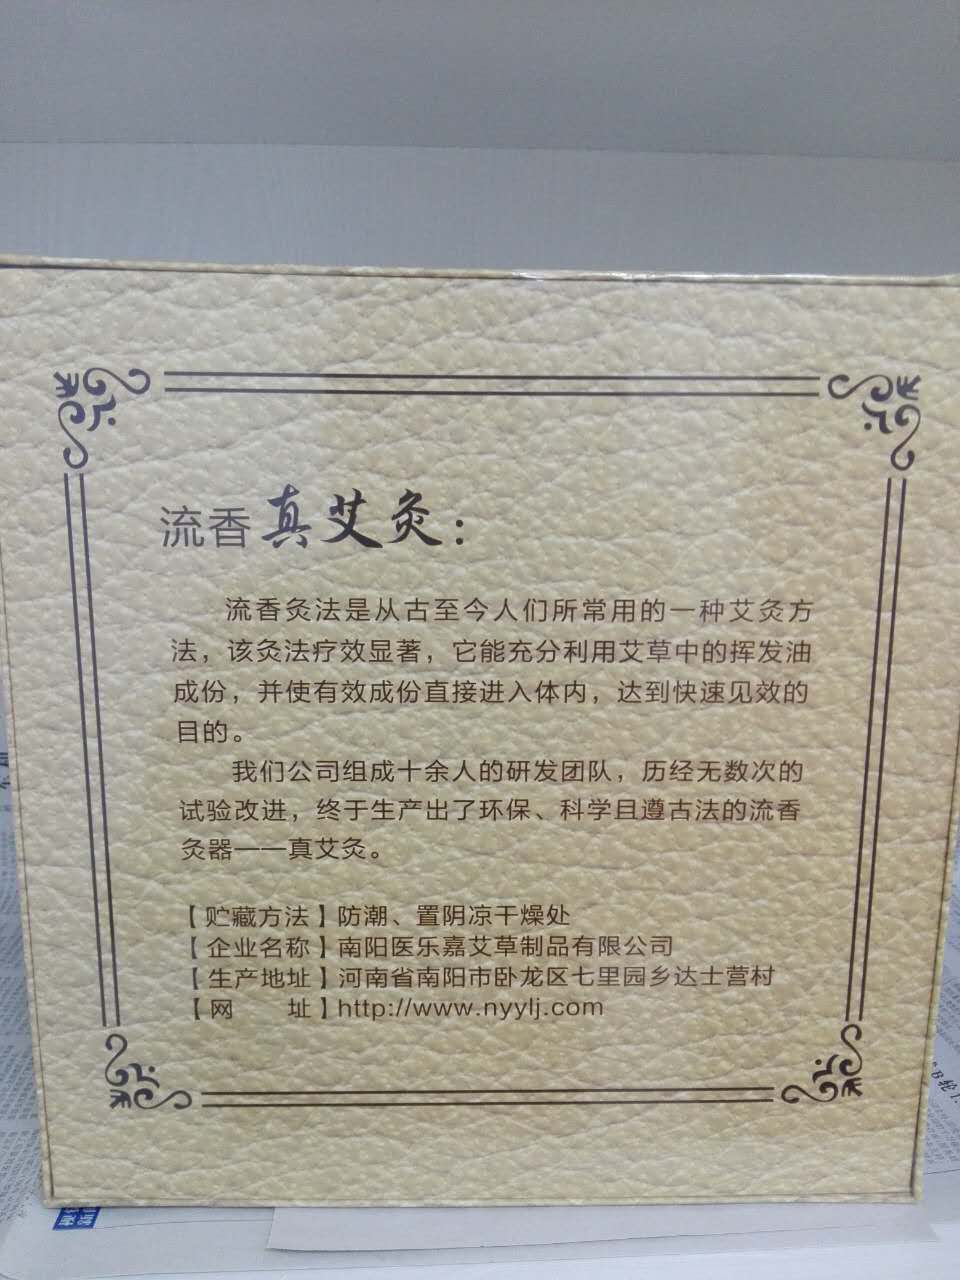 流香真艾灸：
流香灸法是从古至今人们所常用的一种艾灸方
法，该灸法疗效显著，它能充分利用艾草中的挥发油
成份，并使有效成份直接进入体内，达到快速见效的
目的。
我们公司组成十余人的研发团队，历经无数次的
试验改进，终于生产出了环保、科学且遵古法的流香
灸器——真艾灸。
【贮藏方法】防潮、置阴凉干燥处
【企业名称】南阳医乐嘉艾草制品有限公司
【生产地址】河南省南阳市卧龙区七里园乡达士营村
【网 址】http://www.nyylj.com